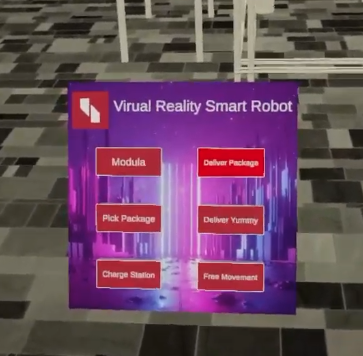 Virual Reality Smart Robot
Modula
Deliver Package
Pick Package
Deliver Yummy
Charge Station
Free Movement